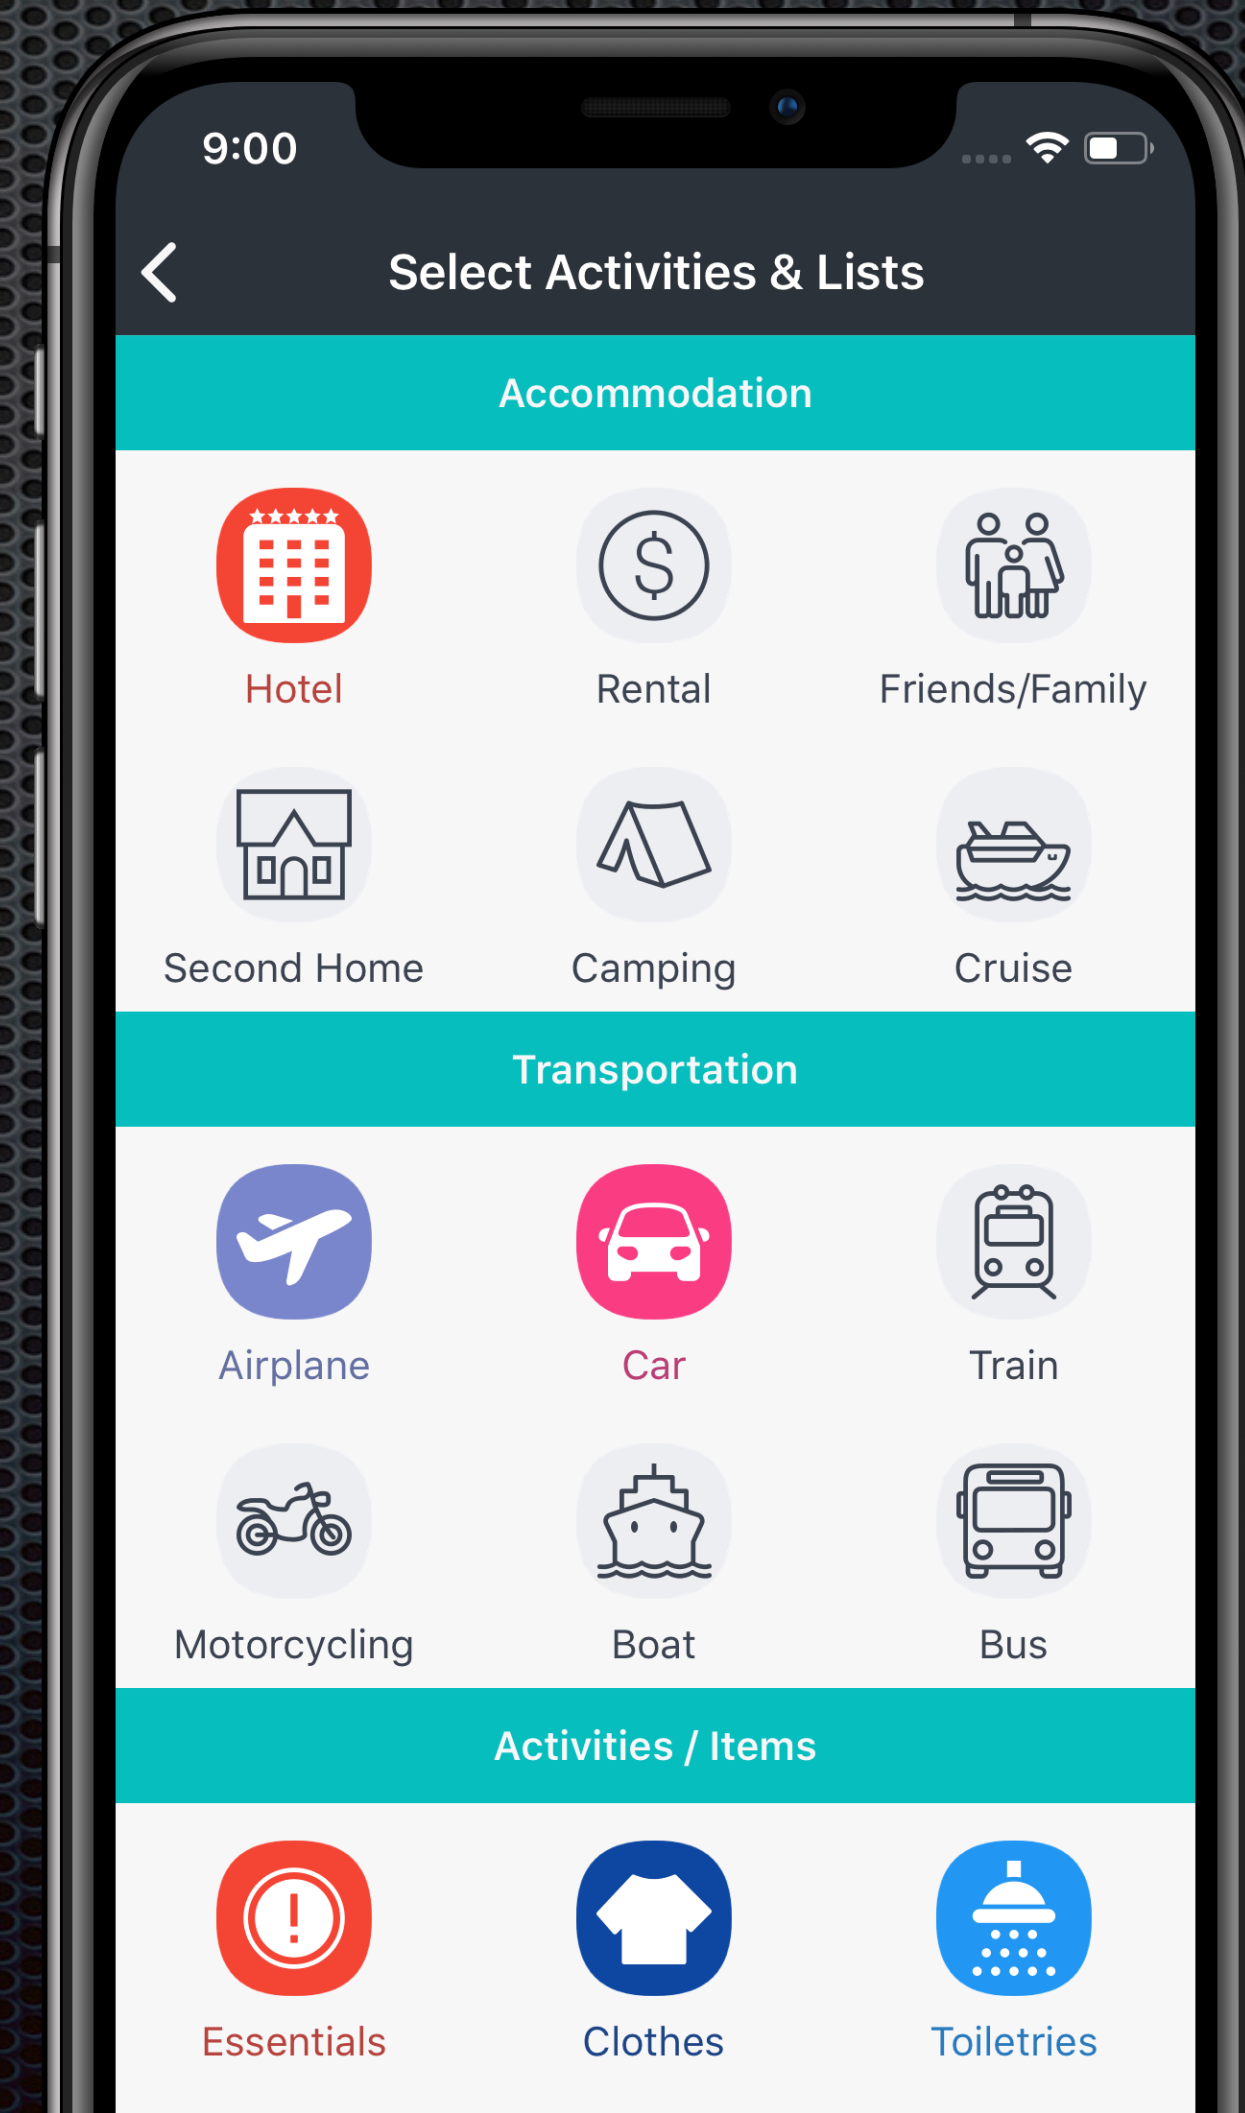 9:00
Select Activities & Lists
Accommodation
Hotel
Rental
Friends/Family
Second Home
Camping
Cruise
Transportation
Airplane
Car
Train
Motorcycling
Boat
Bus
Activities / Items
Essentials
Clothes
Toiletries